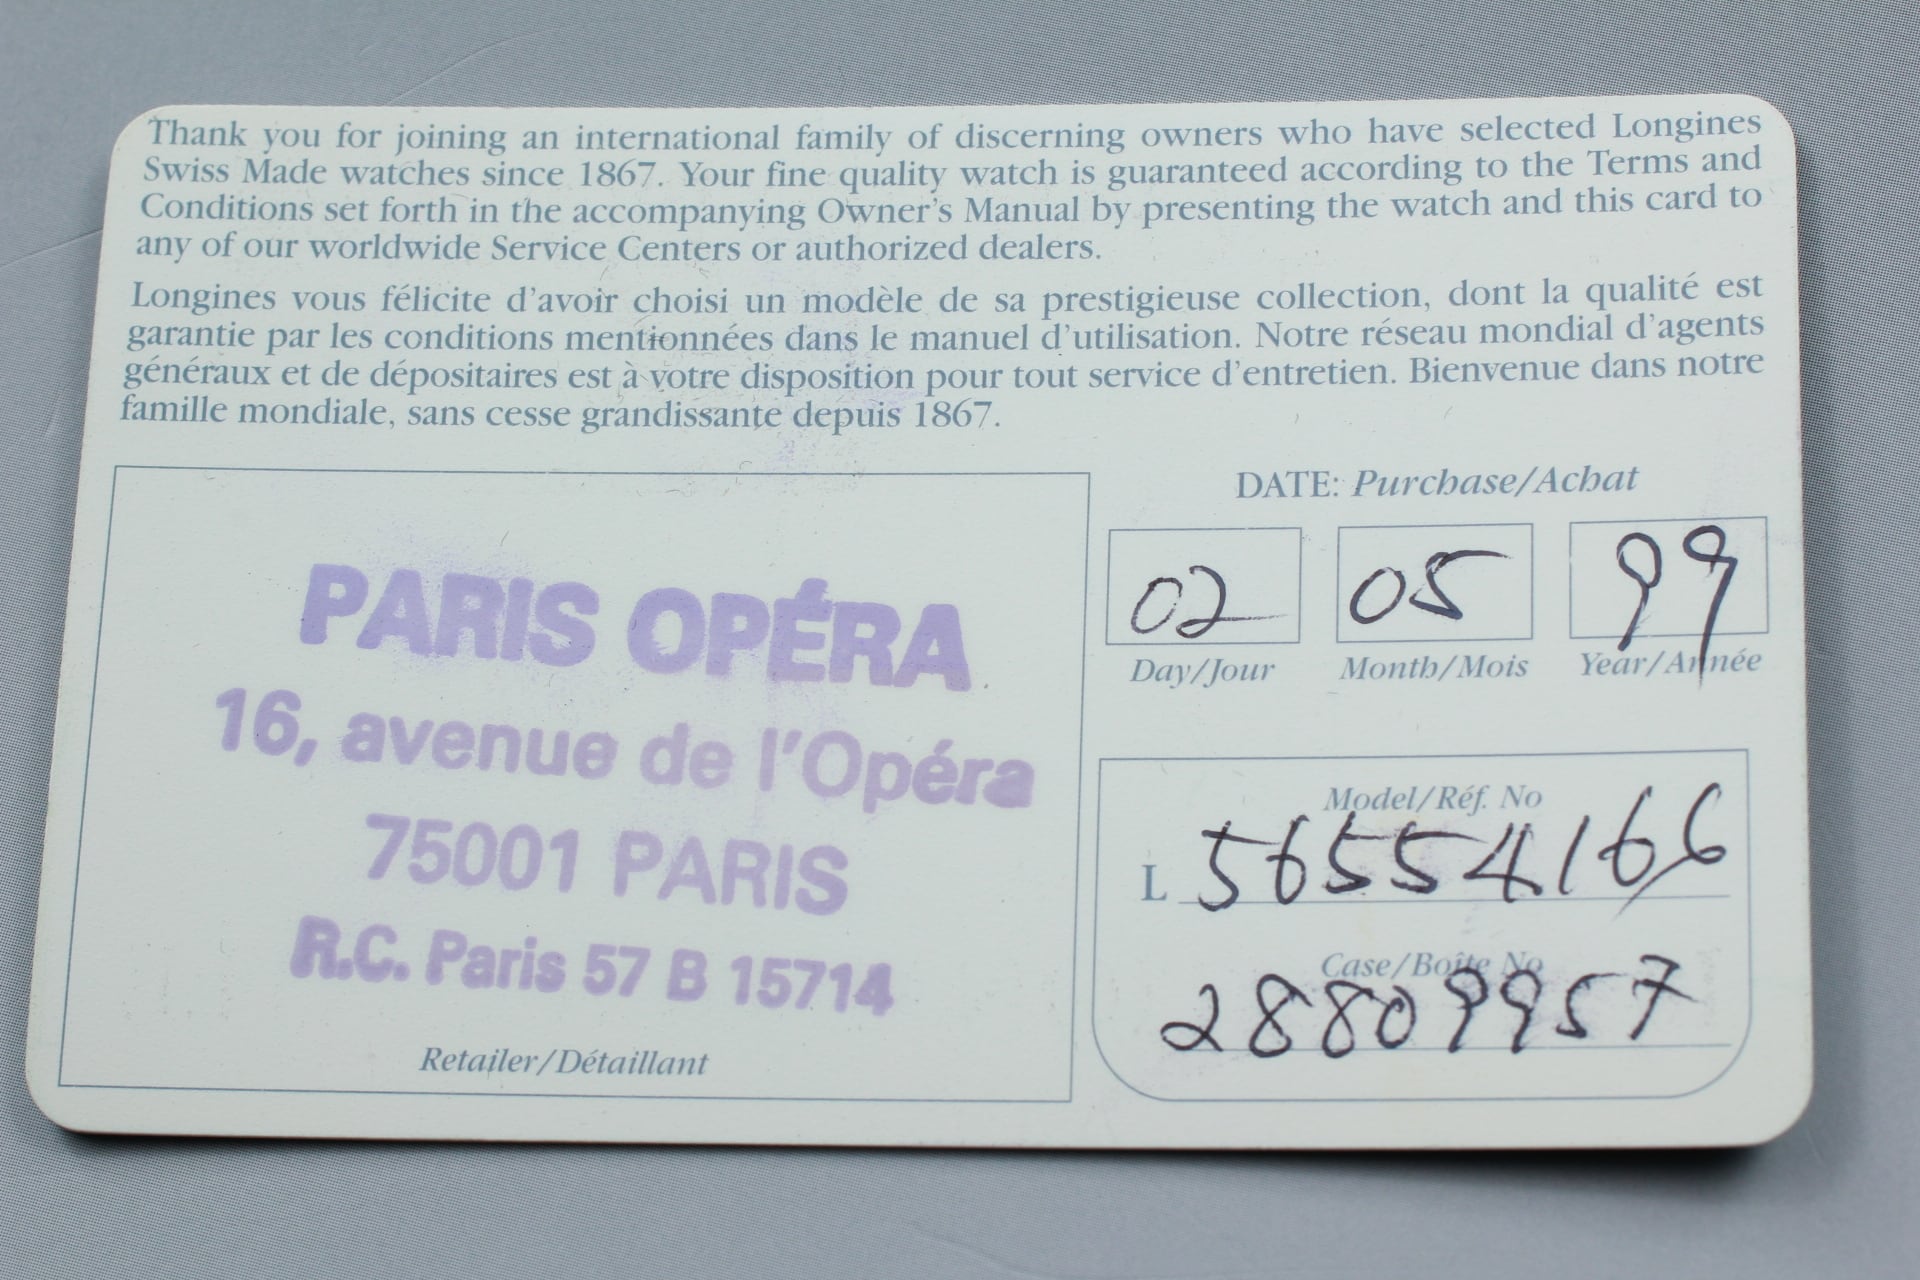 Thank you for joining an international family of discerning owners who have selected Longines
Swiss Made watches since 1867. Your fine quality watch is guaranteed according to the Terms and
Conditions set forth in the accompanying Owner's Manual by presenting the watch and this card to
any of our worldwide Service Centers or authorized dealers.
Longines vous félicite d'avoir choisi un modèle de sa prestigieuse collection, dont la qualité est
garantie par les conditions mentionnées dans le manuel d'utilisation. Notre réseau mondial d'agents
généraux et de dépositaires est à votre disposition pour tout service d'entretien. Bienvenue dans notre
famille mondiale, sans cesse grandissante depuis 1867.
PARIS OPÉRA
16, avenue de l'Opéra
75001 PARIS
R.C. Paris 57 B 15714
Retailer/Détaillant
DATE: Purchase/Achat
02 05 99
Day/Jour Month/Mois Year/Année
Model/Réf. No
L 56554166
Case/Boîte No
28809957